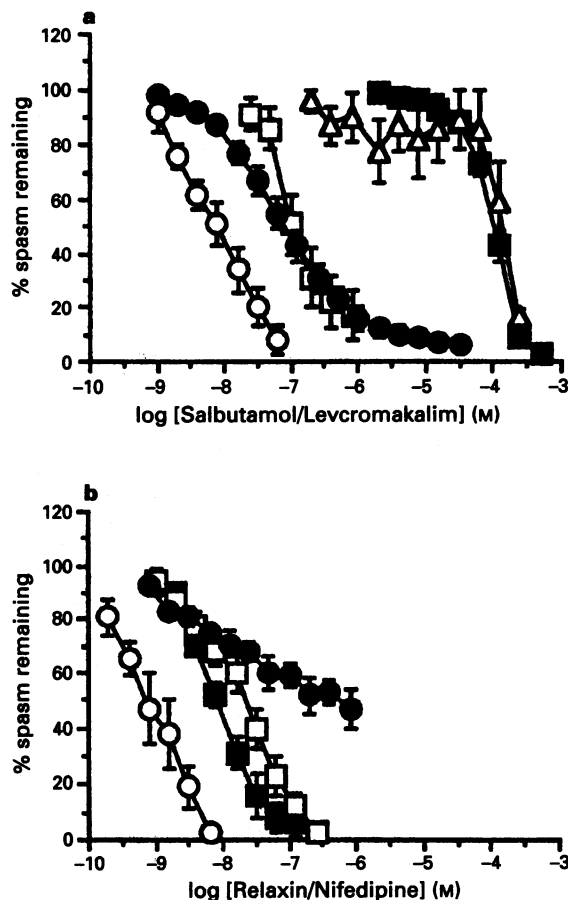 a
120
100
80
60
40
20
0
% spasm remaining
−10 −9 −8 −7 −6 −5 −4 −3
log [Salbutamol/Levcromakalim] (M)
b
120
100
80
60
40
20
0
% spasm remaining
−10 −9 −8 −7 −6 −5 −4 −3
log [Relaxin/Nifedipine] (M)